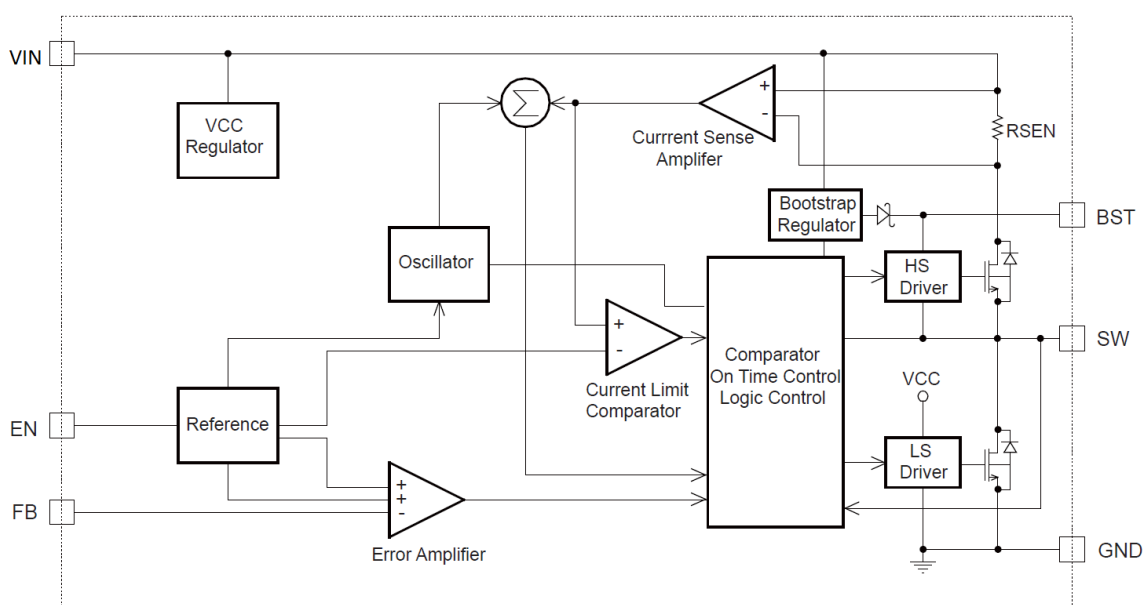 VIN
VCC
Regulator
Σ
+
-
Currrent Sense
Amplifer
RSEN
Bootstrap
Regulator
BST
Oscillator
HS
Driver
+
-
Current Limit
Comparator
Comparator
On Time Control
Logic Control
SW
VCC
EN
Reference
LS
Driver
FB
+
+
-
Error Amplifier
GND